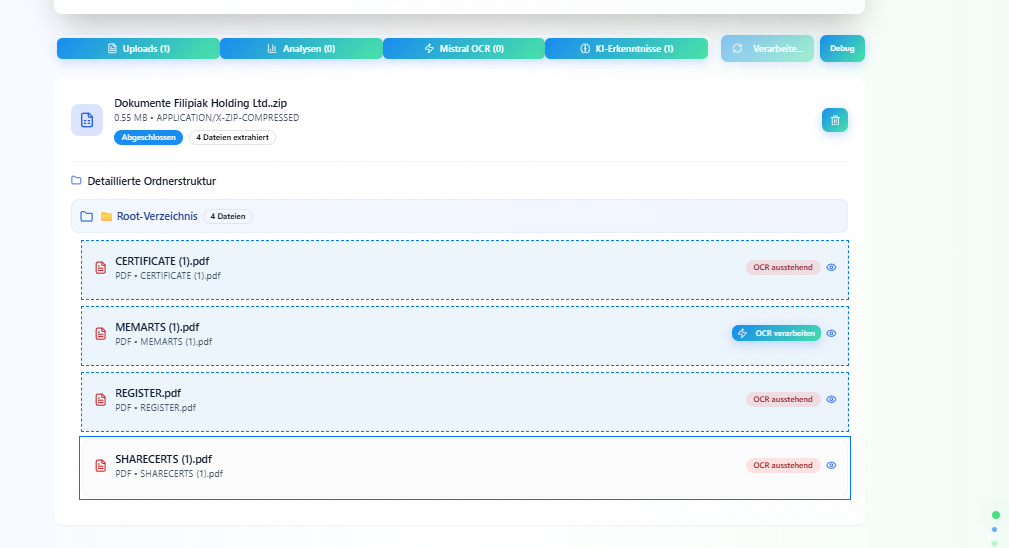 Uploads (1)
Analysen (0)
Mistral OCR (0)
KI-Erkenntnisse (1)
Verarbeite...
Debug
Dokumente Filipiak Holding Ltd..zip
0.55 MB • APPLICATION/X-ZIP-COMPRESSED
Abgeschlossen
4 Dateien extrahiert
Detaillierte Ordnerstruktur
Root-Verzeichnis
4 Dateien
CERTIFICATE (1).pdf
OCR ausstehend
PDF • CERTIFICATE (1).pdf
MEMARTS (1).pdf
OCR verarbeiten
PDF • MEMARTS (1).pdf
REGISTER.pdf
OCR ausstehend
PDF • REGISTER.pdf
SHARECERTS (1).pdf
OCR ausstehend
PDF • SHARECERTS (1).pdf